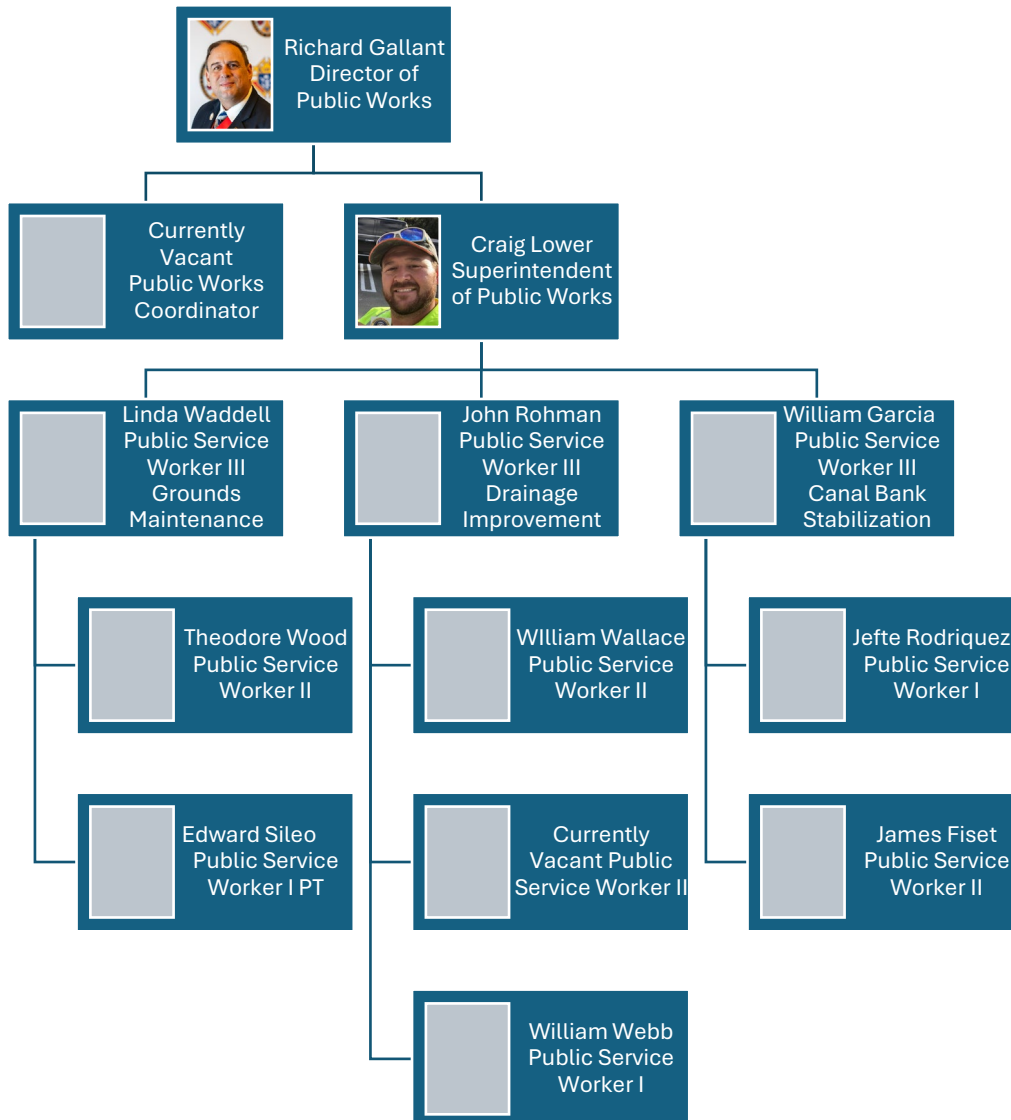 Richard Gallant
Director of
Public Works
Currently
Vacant
Public Works
Coordinator
Craig Lower
Superintendent
of Public Works
Linda Waddell
Public Service
Worker III
Grounds
Maintenance
John Rohman
Public Service
Worker III
Drainage
Improvement
William Garcia
Public Service
Worker III
Canal Bank
Stabilization
Theodore Wood
Public Service
Worker II
WIlliam Wallace
Public Service
Worker II
Jefte Rodriquez
Public Service
Worker I
Edward Sileo
Public Service
Worker I PT
Currently
Vacant Public
Service Worker II
James Fiset
Public Service
Worker II
William Webb
Public Service
Worker I